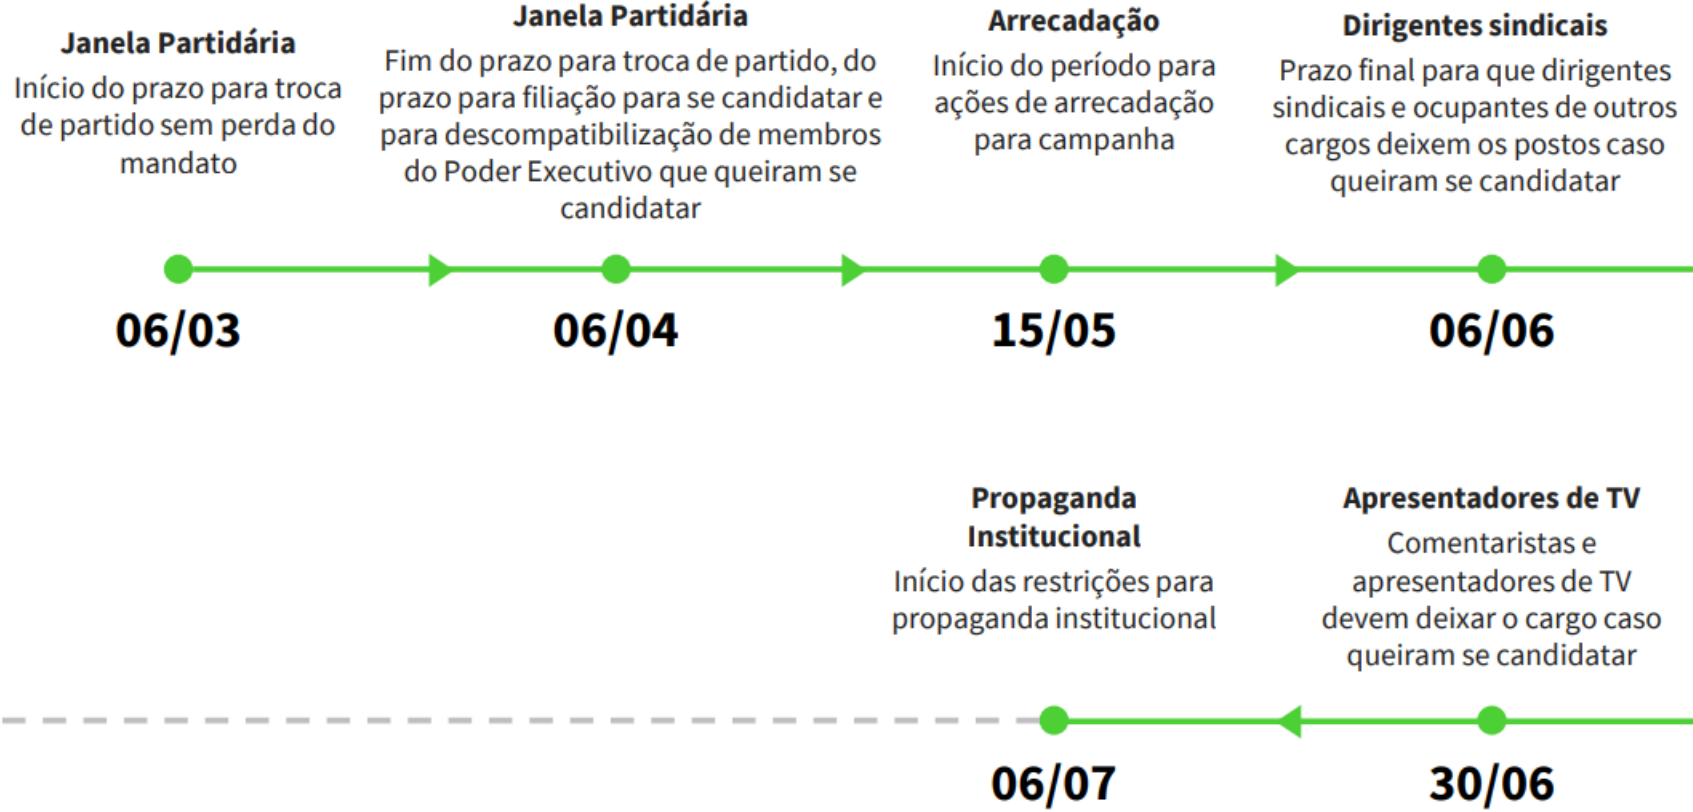 Janela Partidária
Início do prazo para troca
de partido sem perda do
mandato
06/03
Janela Partidária
Fim do prazo para troca de partido, do
prazo para filiação para se candidatar e
para descompatibilização de membros
do Poder Executivo que queiram se
candidatar
06/04
Arrecadação
Início do período para
ações de arrecadação
para campanha
15/05
Dirigentes sindicais
Prazo final para que dirigentes
sindicais e ocupantes de outros
cargos deixem os postos caso
queiram se candidatar
06/06
Apresentadores de TV
Comentaristas e
apresentadores de TV
devem deixar o cargo caso
queiram se candidatar
30/06
Propaganda
Institucional
Início das restrições para
propaganda institucional
06/07